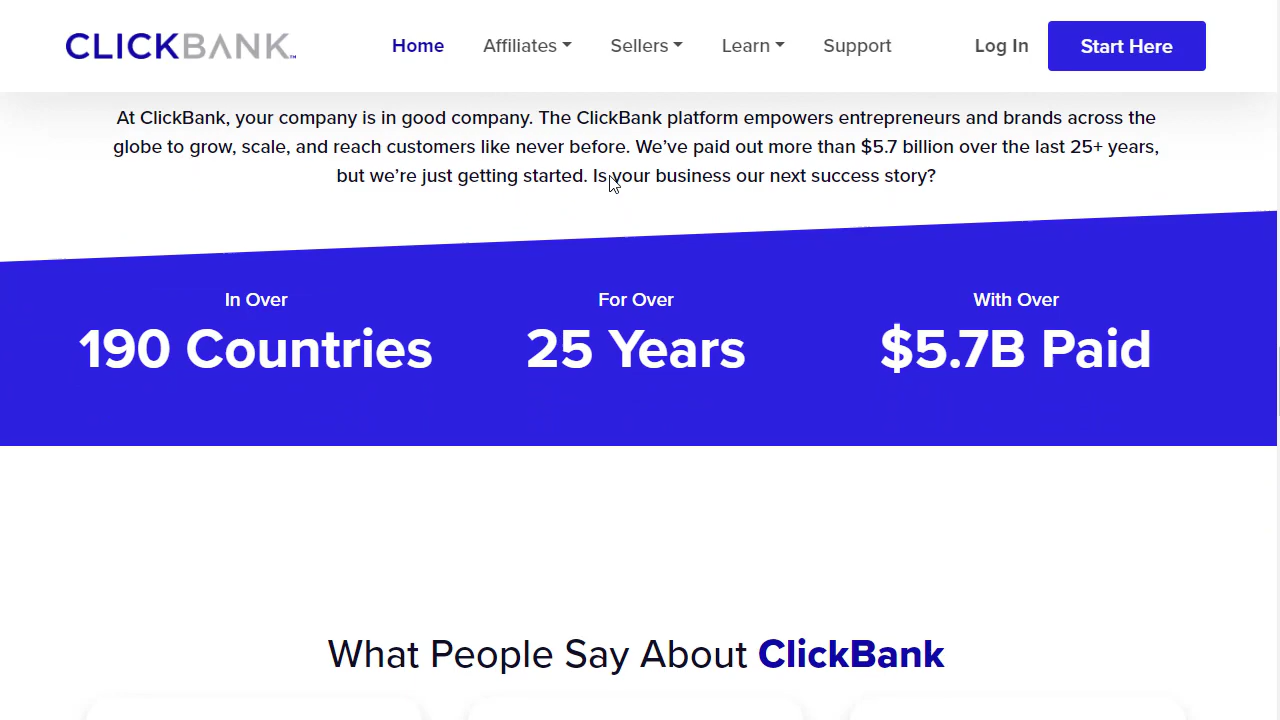 CLICKBANK™
Home Affiliates Sellers Learn Support Log In Start Here
At ClickBank, your company is in good company. The ClickBank platform empowers entrepreneurs and brands across the
globe to grow, scale, and reach customers like never before. We’ve paid out more than $5.7 billion over the last 25+ years,
but we’re just getting started. Is your business our next success story?
In Over For Over With Over
190 Countries 25 Years $5.7B Paid
What People Say About ClickBank